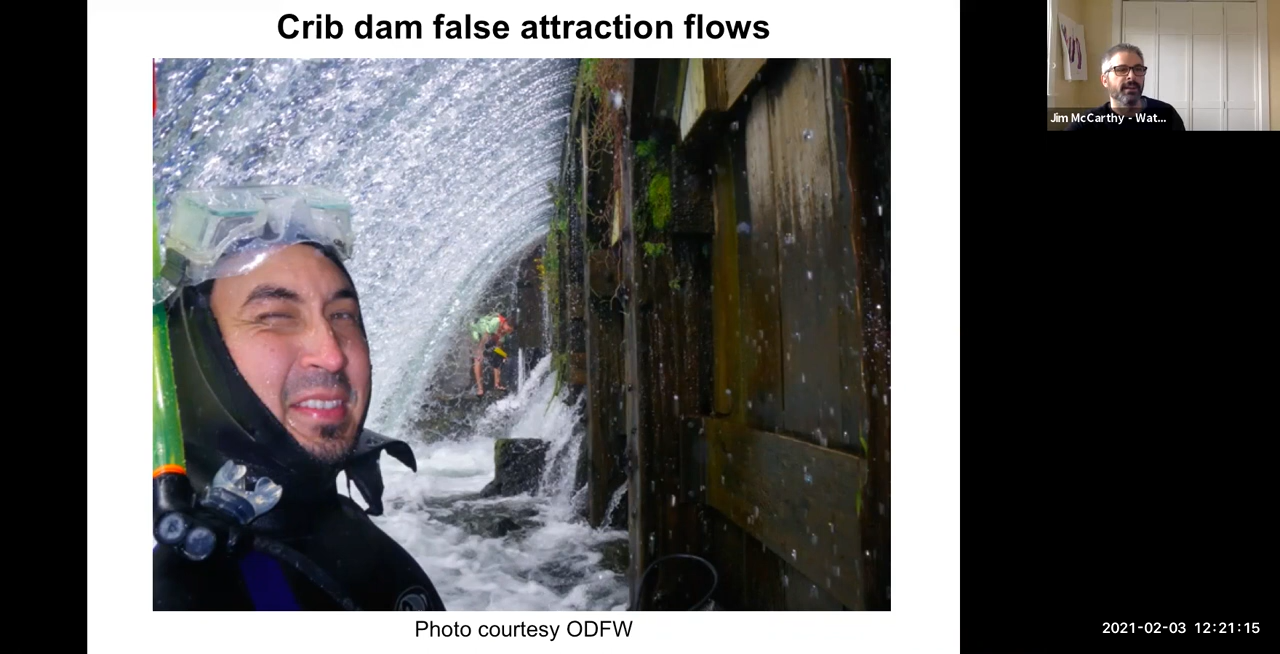 Crib dam false attraction flows
Jim McCarthy - Wat...
Photo courtesy ODFW
2021-02-03 12:21:15